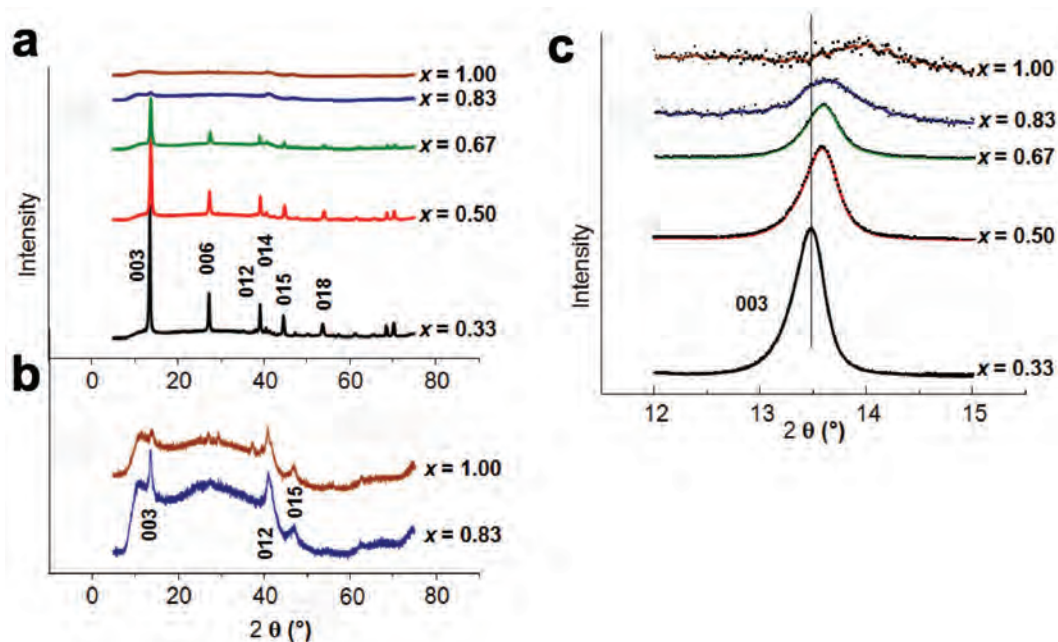 a
Intensity
x = 1.00
x = 0.83
x = 0.67
x = 0.50
x = 0.33
003
006
012
014
015
018
0 20 40 60 80
b
x = 1.00
x = 0.83
003
012
015
0 20 40 60 80
2 θ (°)
c
Intensity
x = 1.00
x = 0.83
x = 0.67
x = 0.50
x = 0.33
003
12 13 14 15
2 θ (°)